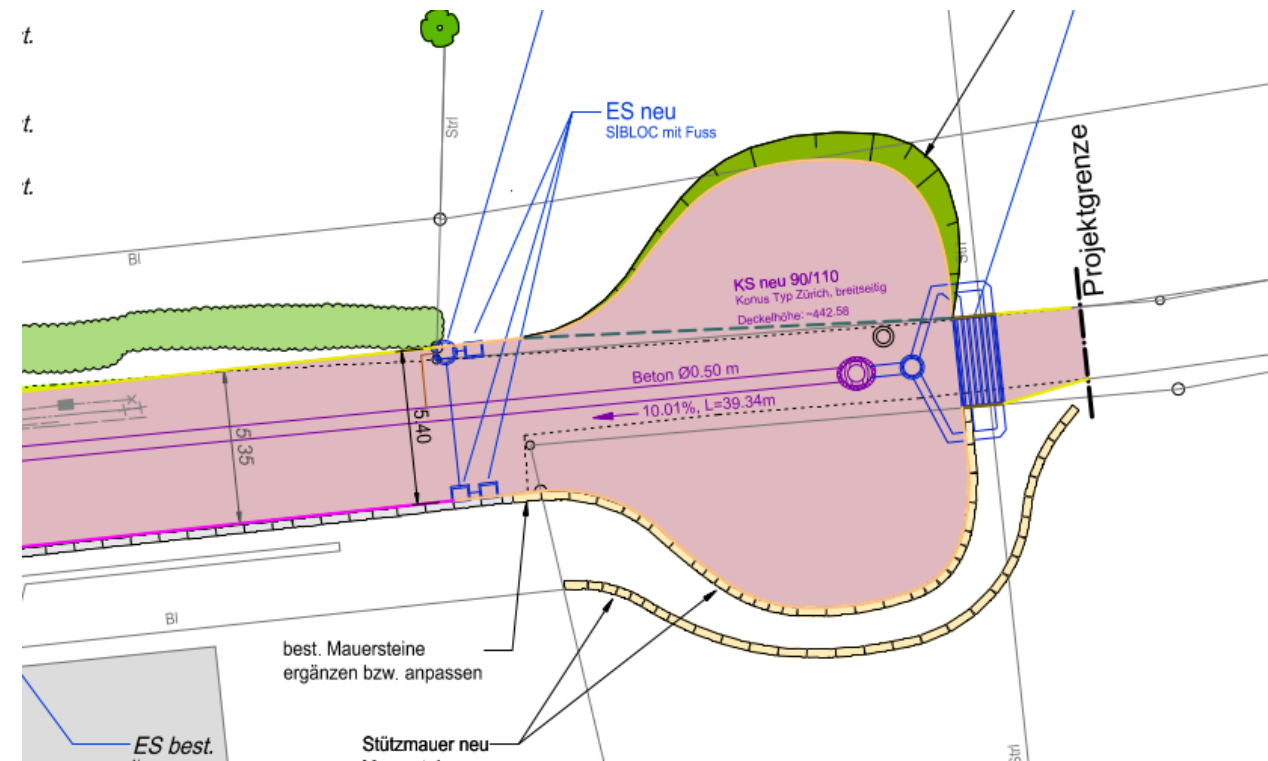 t.
t.
t.
Strl
ES neu
SIBLOC mit Fuss
Projektgrenze
Strl
Bl
KS neu 90/110
Konus Typ Zürich, breitseitig
Deckelhöhe: ~442.58
Beton Ø0.50 m
10.01%, L=39.34m
5.40
5.35
Bl
best. Mauersteine
ergänzen bzw. anpassen
ES best.
Stützmauer neu
Strl